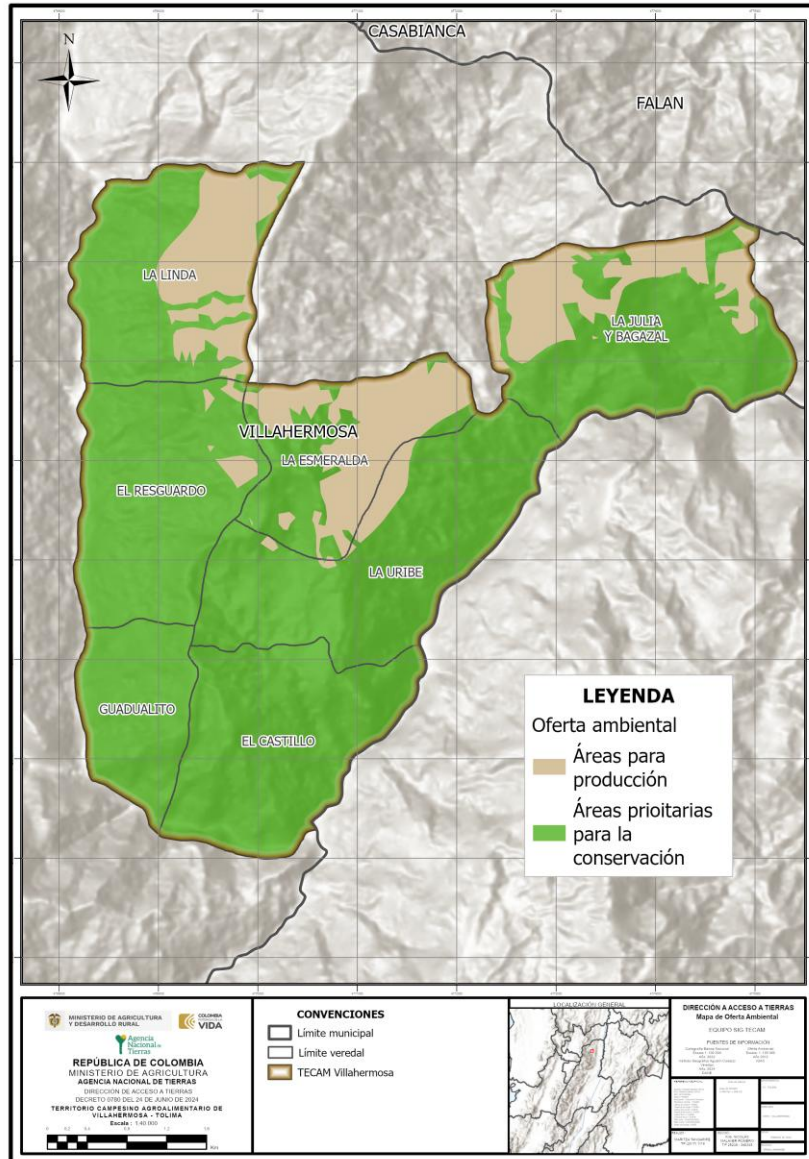 CASABIANCA
N
FALAN
LA LINDA
LA JULIA
Y BAGAZAL
VILLAHERMOSA
LA ESMERALDA
EL RESGUARDO
LA URIBE
GUADUALITO
EL CASTILLO
LEYENDA
Oferta ambiental
Áreas para
producción
Áreas prioitarias
para la
conservación
MINISTERIO DE AGRICULTURA
Y DESARROLLO RURAL
COLOMBIA
VIDA
Agencia
Nacional de
Tierras
REPÚBLICA DE COLOMBIA
MINISTERIO DE AGRICULTURA
AGENCIA NACIONAL DE TIERRAS
DIRECCIÓN DE ACCESO A TIERRAS
DECRETO 0780 DEL 24 DE JUNIO DE 2024
TERRITORIO CAMPESINO AGROALIMENTARIO DE
VILLAHERMOSA - TOLIMA
Escala : 1:40.000
Km
CONVENCIONES
Límite municipal
Límite veredal
TECAM Villahermosa
LOCALIZACIÓN GENERAL
DIRECCIÓN A ACCESO A TIERRAS
Mapa de Oferta Ambiental
EQUIPO SIG TECAM
FUENTES DE INFORMACIÓN